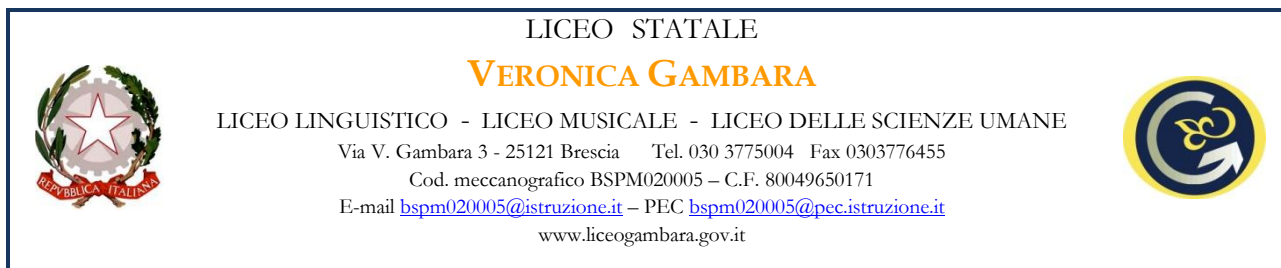 LICEO STATALE
VERONICA GAMBARA
LICEO LINGUISTICO - LICEO MUSICALE - LICEO DELLE SCIENZE UMANE
Via V. Gambara 3 - 25121 Brescia Tel. 030 3775004 Fax 0303776455
Cod. meccanografico BSPM020005 – C.F. 80049650171
E-mail bspm020005@istruzione.it – PEC bspm020005@pec.istruzione.it
www.liceogambara.gov.it
REPVBBLICA ITALIANA